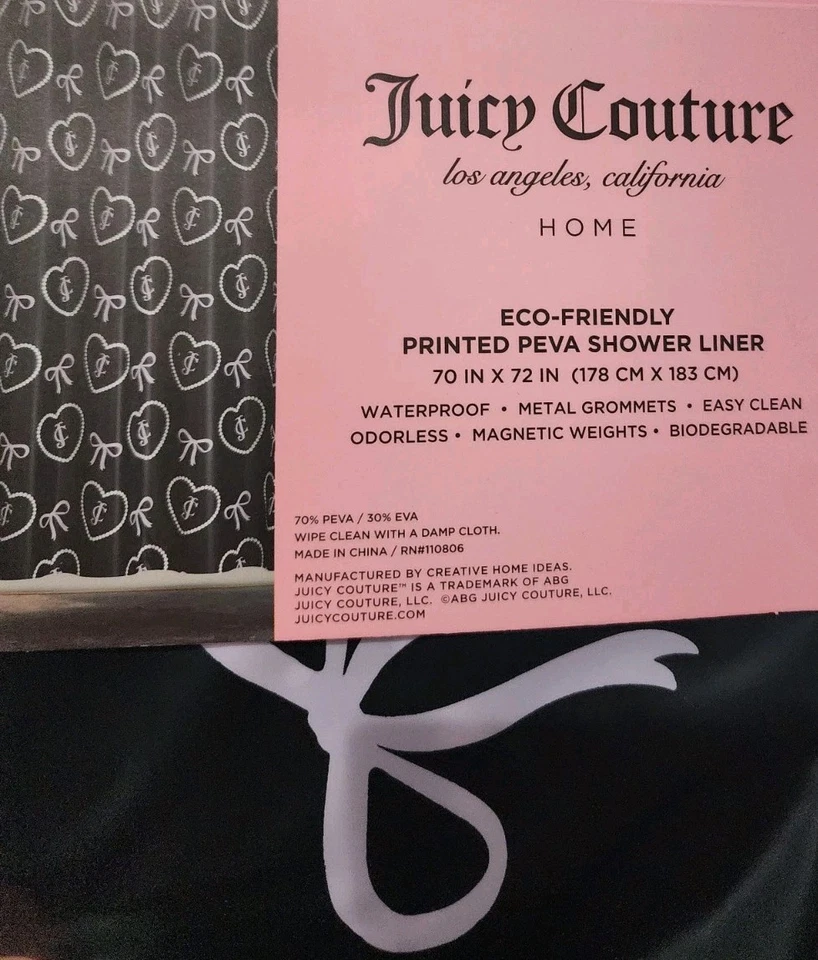 Juicy Couture
los angeles, california
HOME
ECO-FRIENDLY
PRINTED PEVA SHOWER LINER
70 IN X 72 IN (178 CM X 183 CM)
WATERPROOF • METAL GROMMETS • EASY CLEAN
ODORLESS • MAGNETIC WEIGHTS • BIODEGRADABLE
70% PEVA / 30% EVA
WIPE CLEAN WITH A DAMP CLOTH.
MADE IN CHINA / RN#110806
MANUFACTURED BY CREATIVE HOME IDEAS.
JUICY COUTURE™ IS A TRADEMARK OF ABG
JUICY COUTURE, LLC. ©ABG JUICY COUTURE, LLC.
JUICYCOUTURE.COM